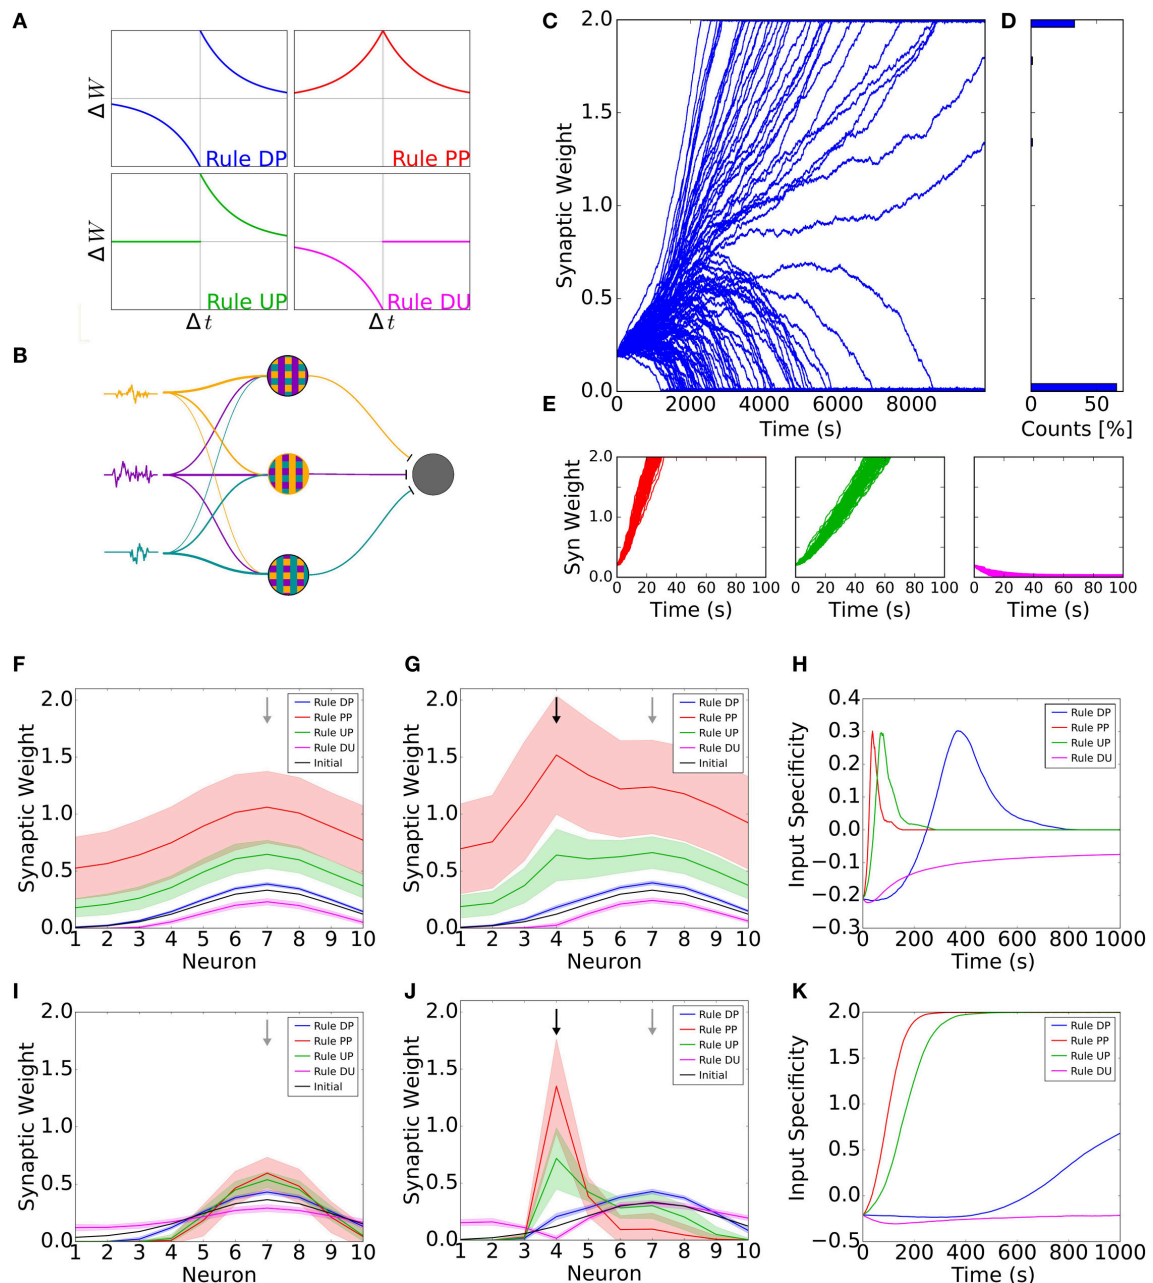 A
ΔW
Rule DP
Rule PP
ΔW
Rule UP
Rule DU
Δt
Δt
B
C
Synaptic Weight
2.0
1.5
1.0
0.5
0.0
0 2000 4000 6000 8000
Time (s)
D
0 50
Counts [%]
E
Syn Weight
2.0
1.0
0.0
0 20 40 60 80 100
Time (s)
0 20 40 60 80 100
Time (s)
0 20 40 60 80 100
Time (s)
F
Synaptic Weight
2.0
1.5
1.0
0.5
0.0
1 2 3 4 5 6 7 8 9 10
Neuron
Rule DP
Rule PP
Rule UP
Rule DU
Initial
G
Synaptic Weight
2.0
1.5
1.0
0.5
0.0
1 2 3 4 5 6 7 8 9 10
Neuron
Rule DP
Rule PP
Rule UP
Rule DU
Initial
H
Input Specificity
0.4
0.3
0.2
0.1
0.0
−0.1
−0.2
−0.3
0 200 400 600 800 1000
Time (s)
Rule DP
Rule PP
Rule UP
Rule DU
I
Synaptic Weight
2.0
1.5
1.0
0.5
0.0
1 2 3 4 5 6 7 8 9 10
Neuron
Rule DP
Rule PP
Rule UP
Rule DU
Initial
J
Synaptic Weight
2.0
1.5
1.0
0.5
0.0
1 2 3 4 5 6 7 8 9 10
Neuron
Rule DP
Rule PP
Rule UP
Rule DU
Initial
K
Input Specificity
2.0
1.5
1.0
0.5
0.0
−0.5
0 200 400 600 800 1000
Time (s)
Rule DP
Rule PP
Rule UP
Rule DU